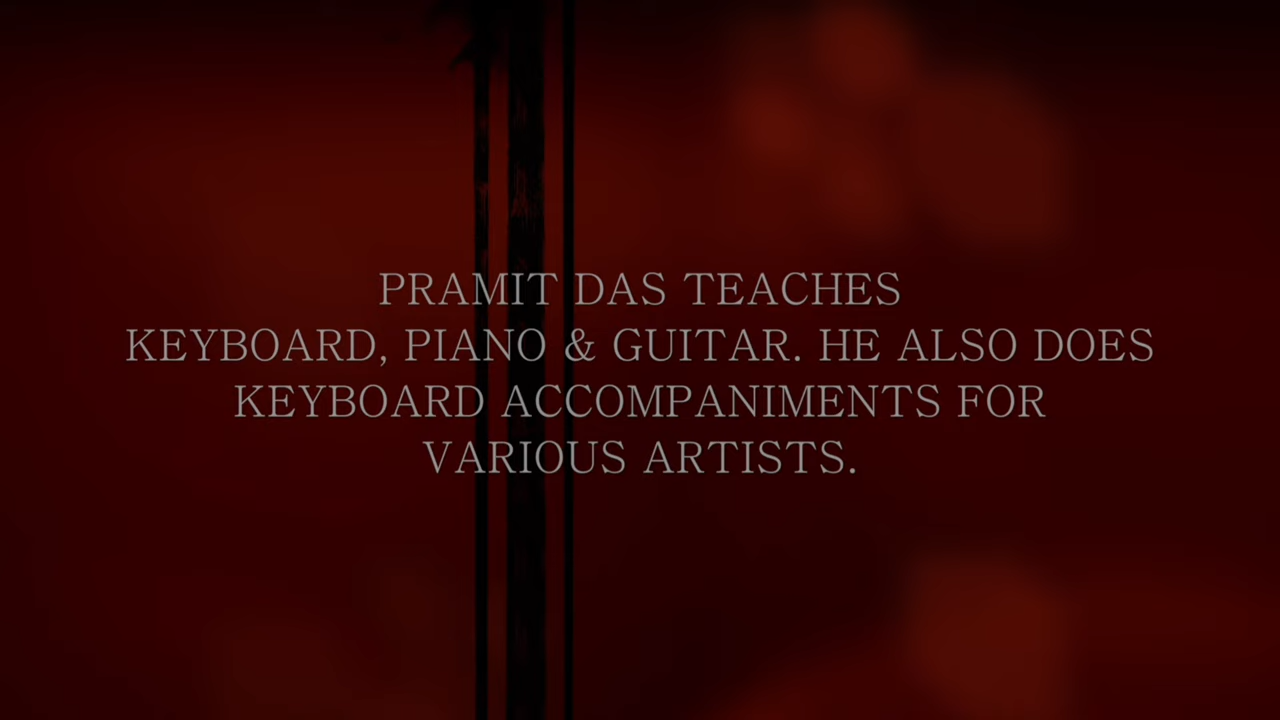 PRAMIT DAS TEACHES
KEYBOARD, PIANO & GUITAR. HE ALSO DOES
KEYBOARD ACCOMPANIMENTS FOR
VARIOUS ARTISTS.